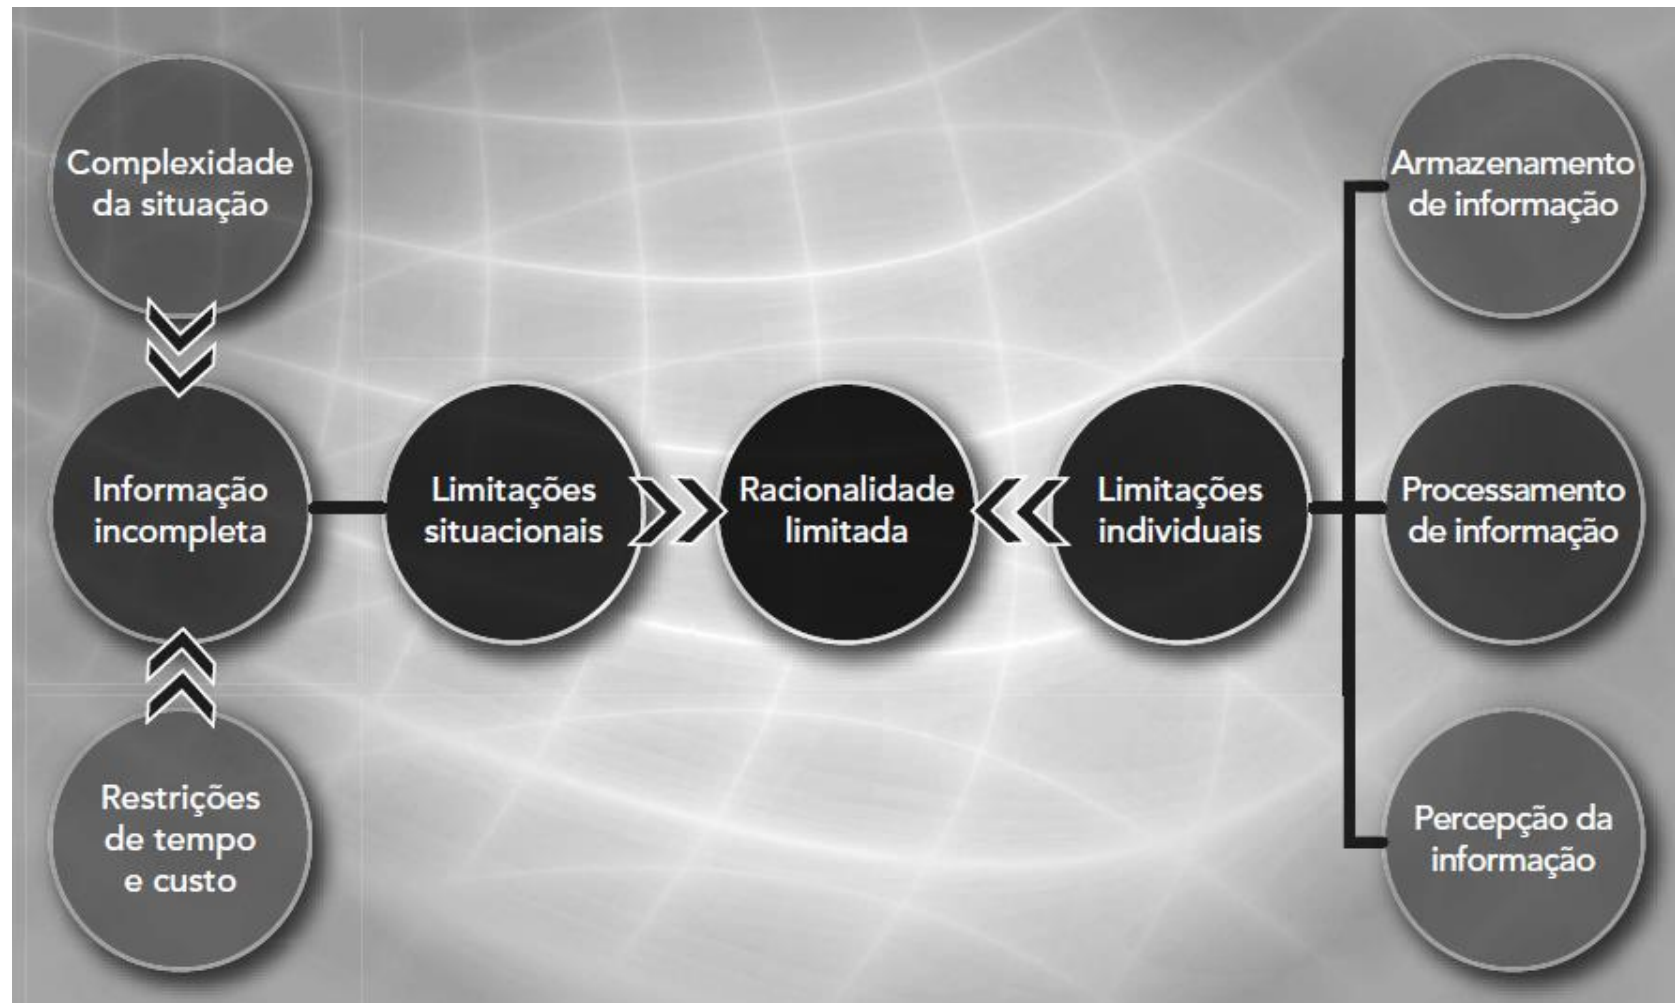 Complexidade
da situação
Armazenamento
de informação
Informação
incompleta
Limitações
situacionais
Racionalidade
limitada
Limitações
individuais
Processamento
de informação
Restrições
de tempo
e custo
Percepção da
informação